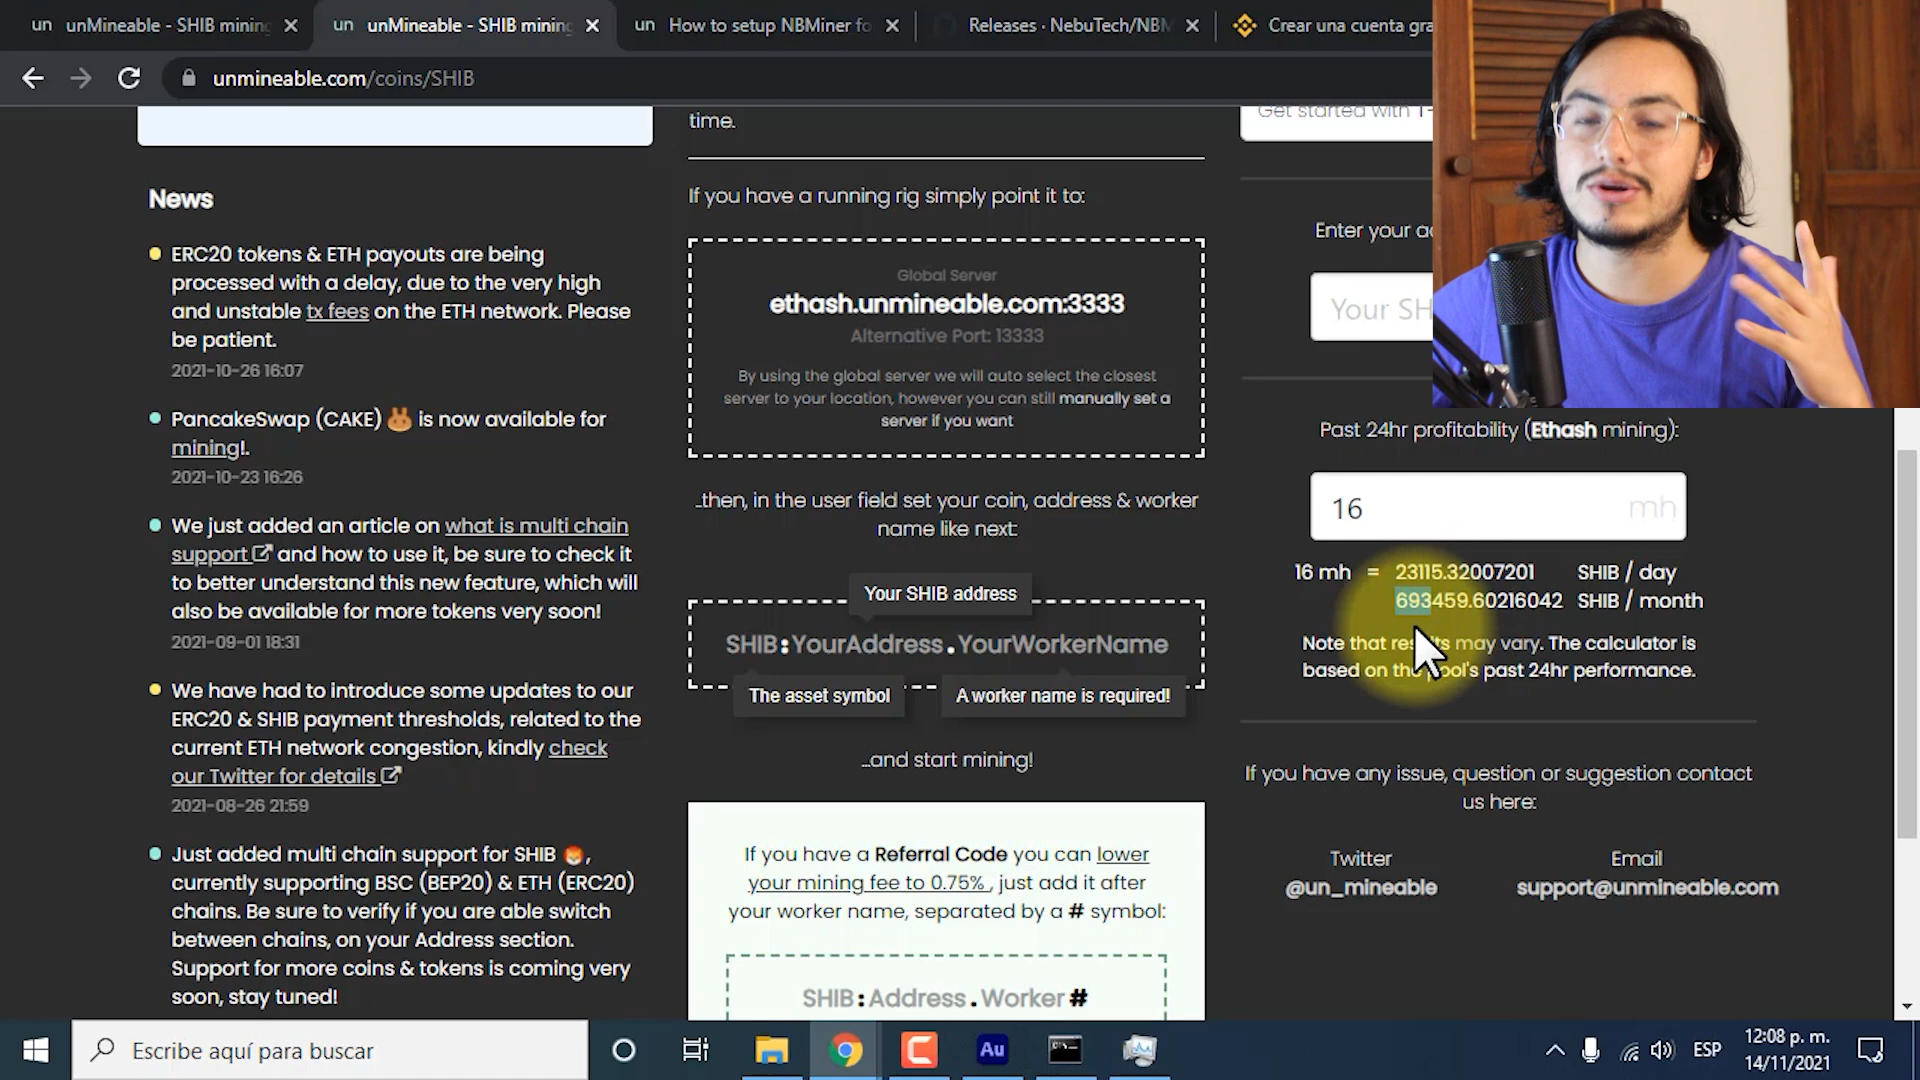 un unMineable - SHIB mining
un unMineable - SHIB mining
un How to setup NBMiner fo
Releases · NebuTech/NBM
Crear una cuenta gra
unmineable.com/coins/SHIB
News
ERC20 tokens & ETH payouts are being
processed with a delay, due to the very high
and unstable tx fees on the ETH network. Please
be patient.
2021-10-26 16:07
PancakeSwap (CAKE) is now available for
mining!.
2021-10-23 16:26
We just added an article on what is multi chain
support and how to use it, be sure to check it
to better understand this new feature, which will
also be available for more tokens very soon!
2021-09-01 18:31
We have had to introduce some updates to our
ERC20 & SHIB payment thresholds, related to the
current ETH network congestion, kindly check
our Twitter for details
2021-08-26 21:59
Just added multi chain support for SHIB ,
currently supporting BSC (BEP20) & ETH (ERC20)
chains. Be sure to verify if you are able switch
between chains, on your Address section.
Support for more coins & tokens is coming very
soon, stay tuned!
time.
If you have a running rig simply point it to:
Global Server
ethash.unmineable.com:3333
Alternative Port: 13333
By using the global server we will auto select the closest
server to your location, however you can still manually set a
server if you want
...then, in the user field set your coin, address & worker
name like next:
Your SHIB address
SHIB:YourAddress.YourWorkerName
The asset symbol
A worker name is required!
...and start mining!
If you have a Referral Code you can lower
your mining fee to 0.75% , just add it after
your worker name, separated by a # symbol:
SHIB:Address.Worker#
Get started with
Enter your
Your SH
Past 24hr profitability (Ethash mining):
16 mh
16 mh = 23115.32007201 SHIB / day
693459.60216042 SHIB / month
Note that results may vary. The calculator is
based on the pool's past 24hr performance.
If you have any issue, question or suggestion contact
us here:
Twitter
@un_mineable
Email
support@unmineable.com
Escribe aquí para buscar
Au
ESP
12:08 p. m.
14/11/2021